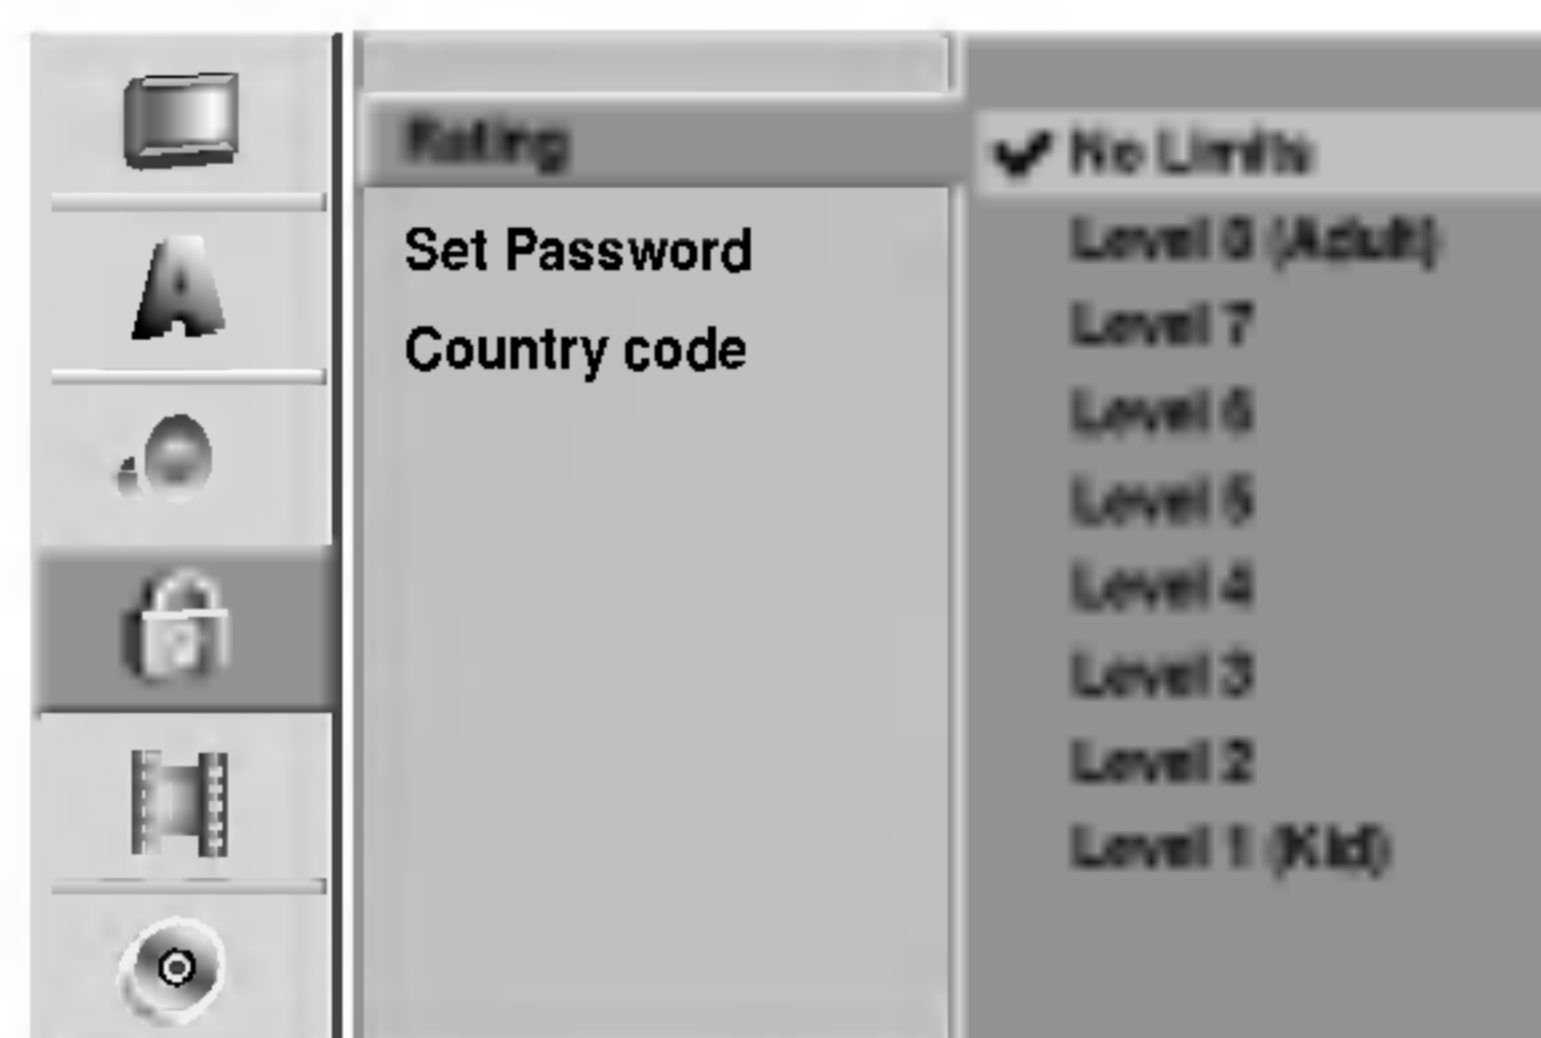 Rating
Set Password
Country code
No Limits
Level 8 (Adult)
Level 7
Level 6
Level 5
Level 4
Level 3
Level 2
Level 1 (Kid)